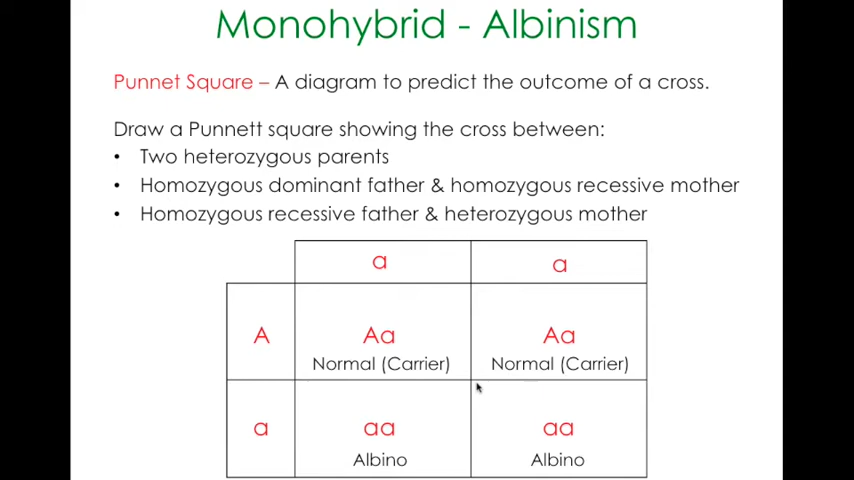 Monohybrid - Albinism
Punnet Square – A diagram to predict the outcome of a cross.
Draw a Punnett square showing the cross between:
• Two heterozygous parents
• Homozygous dominant father & homozygous recessive mother
• Homozygous recessive father & heterozygous mother
a a
A Aa Aa
Normal (Carrier) Normal (Carrier)
a aa aa
Albino Albino